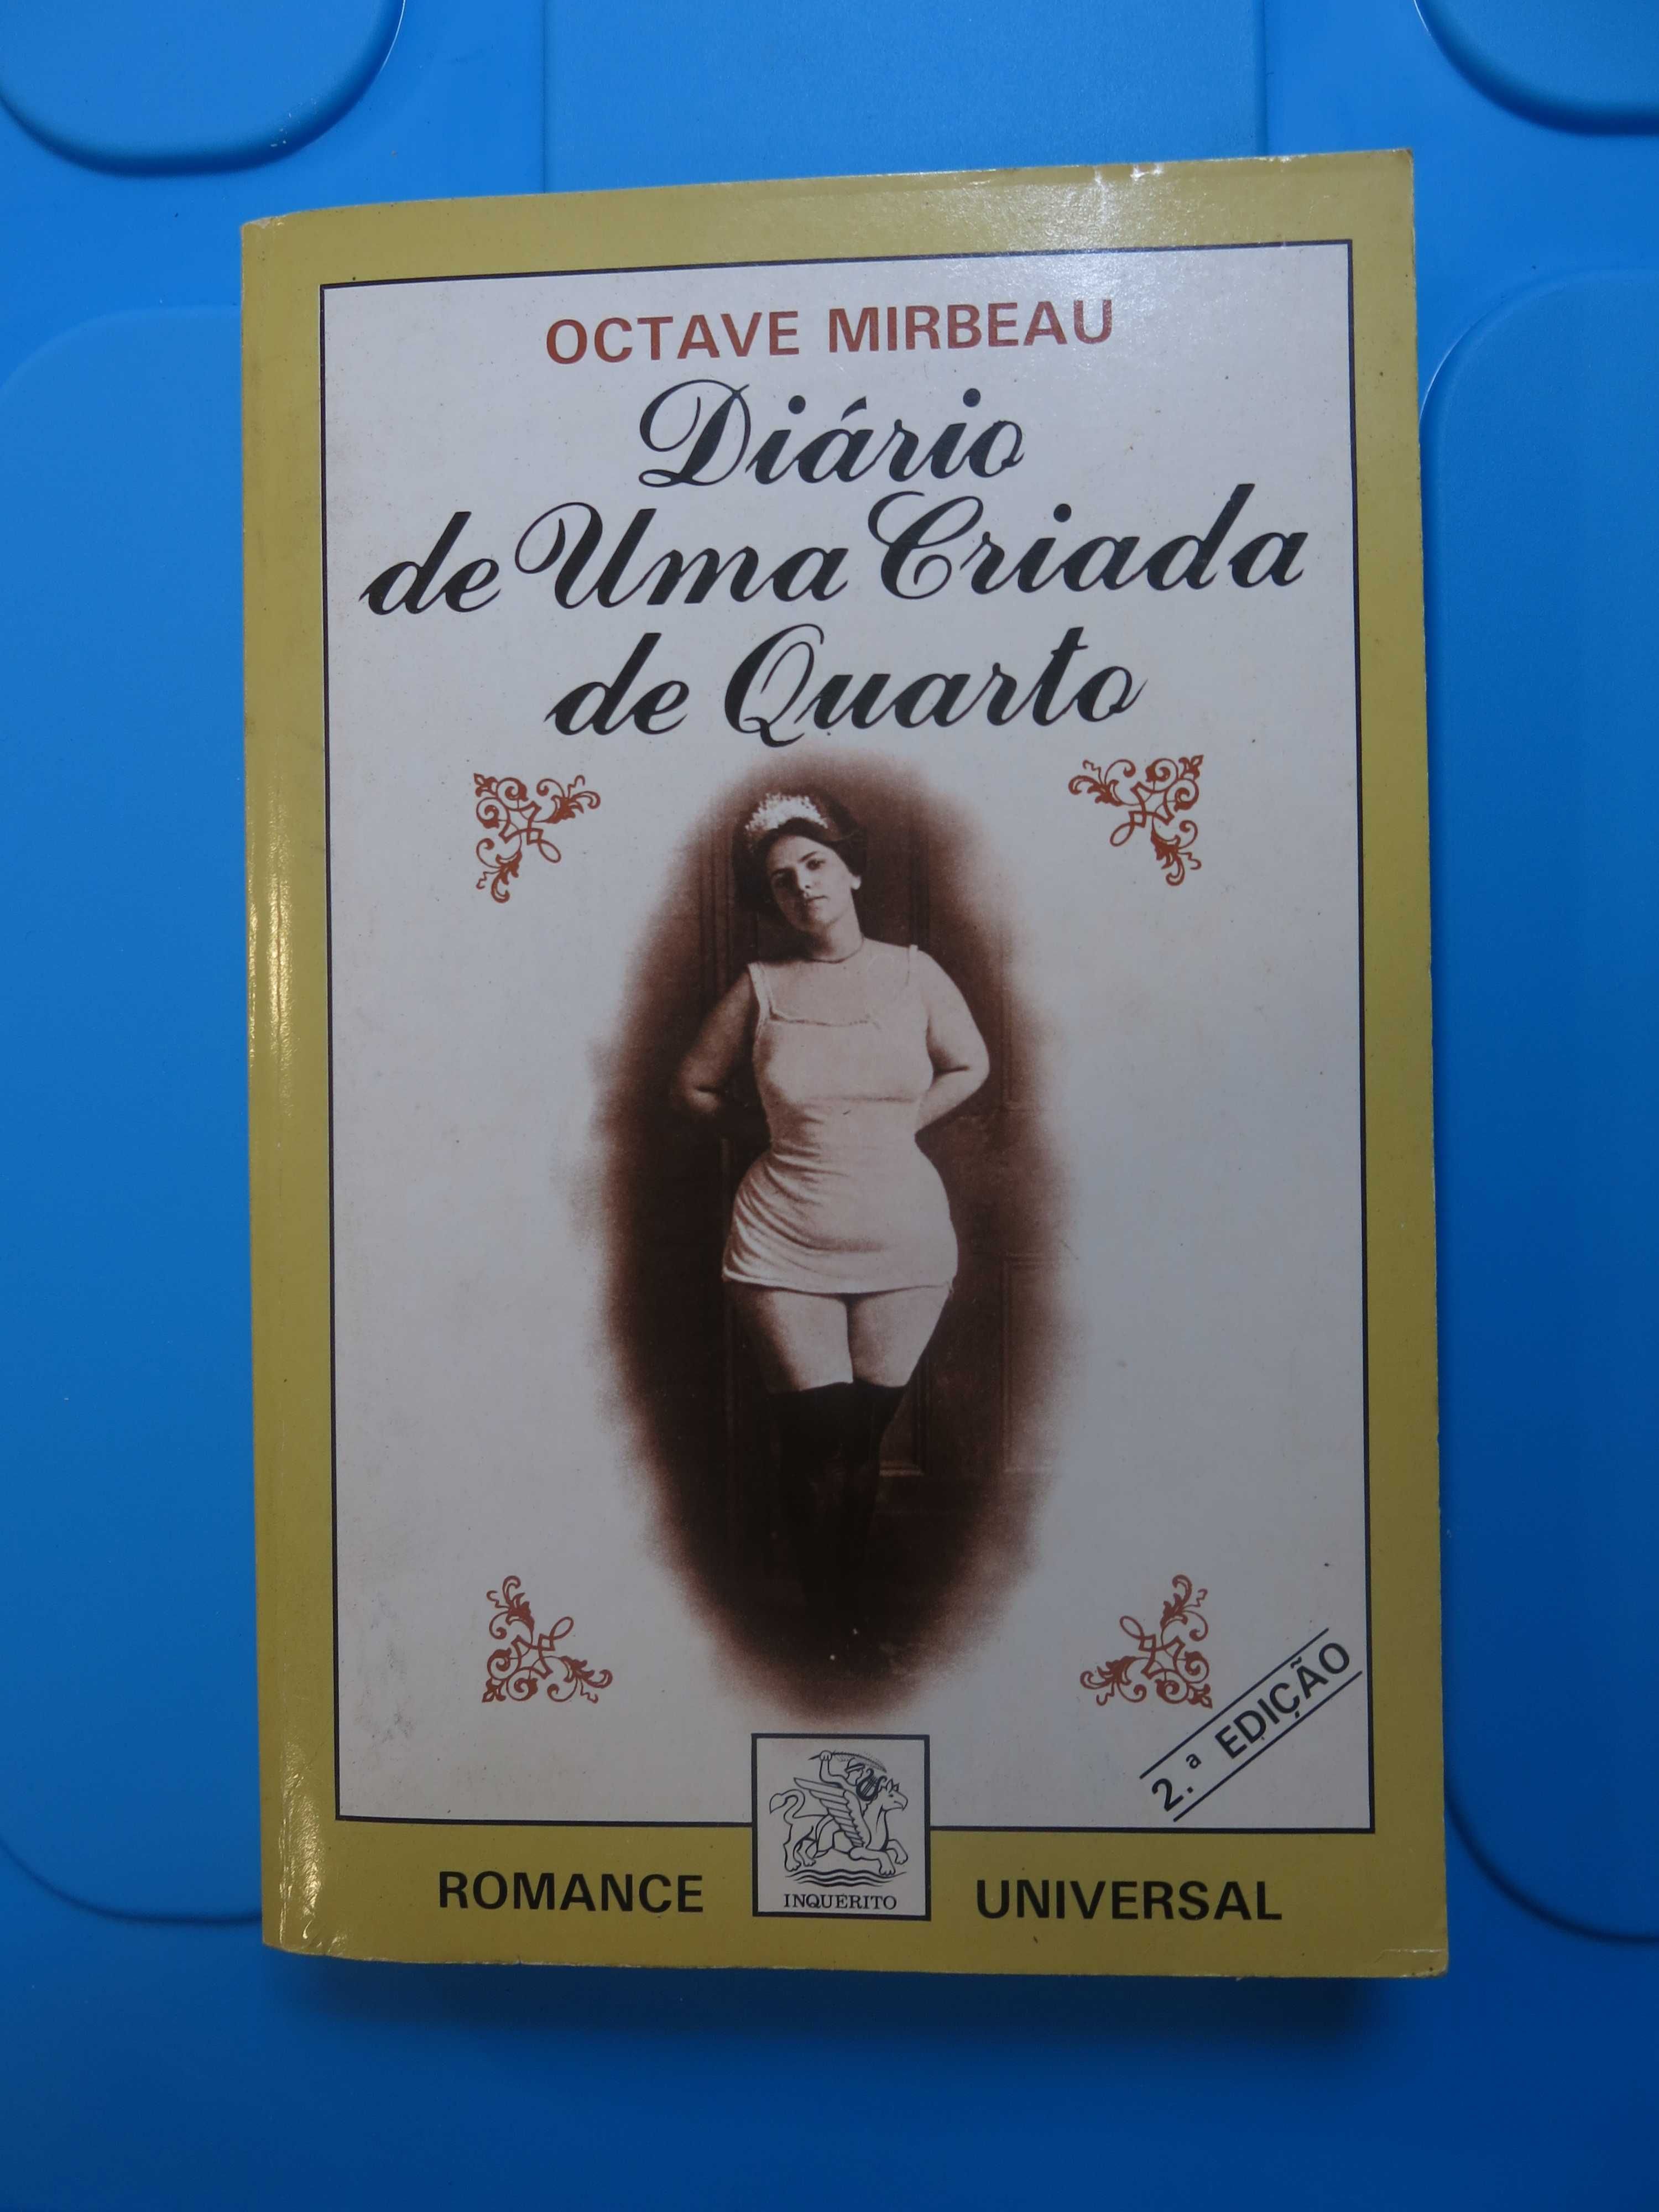 OCTAVE MIRBEAU
Diário
de Uma Criada
de Quarto
2.ª EDIÇÃO
INQUERITO
ROMANCE UNIVERSAL